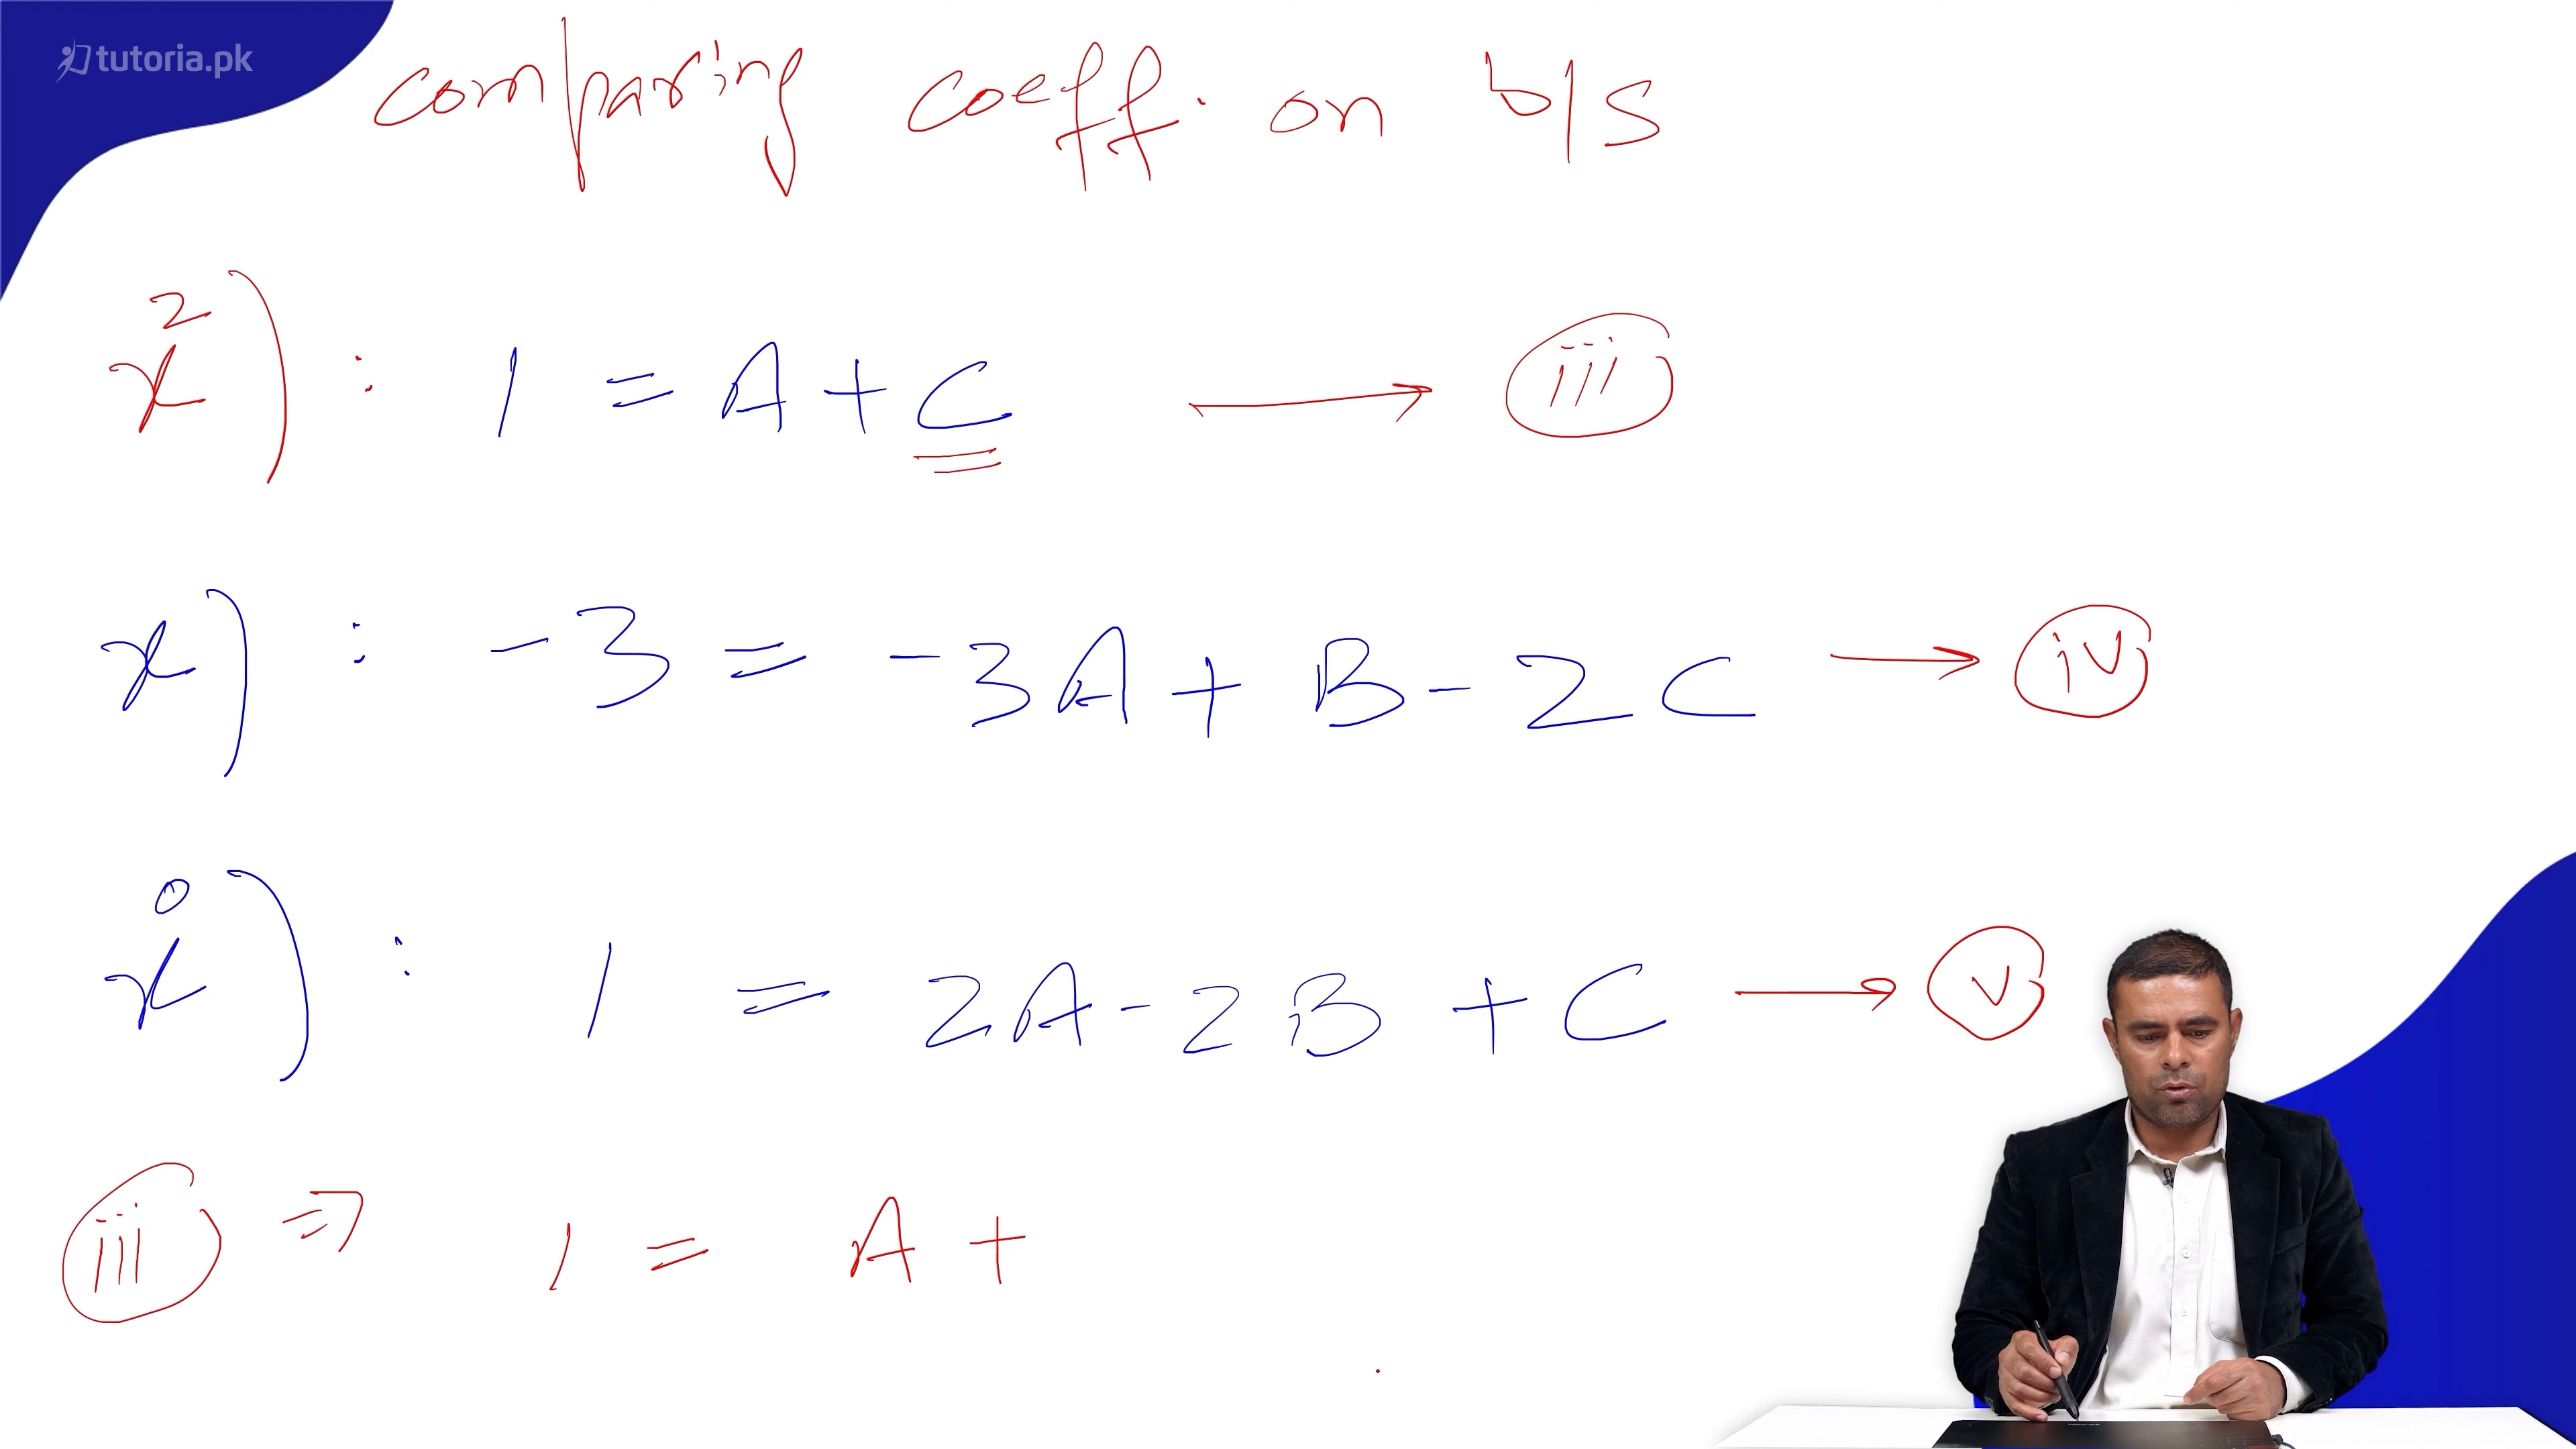 tutoria.pk
comparing coeff. on b/s
x²) : 1 = A + C → iii
x) : -3 = -3A + B - 2C → iv
x⁰) : 1 = 2A - 2B + C → v
iii ⇒ 1 = A +